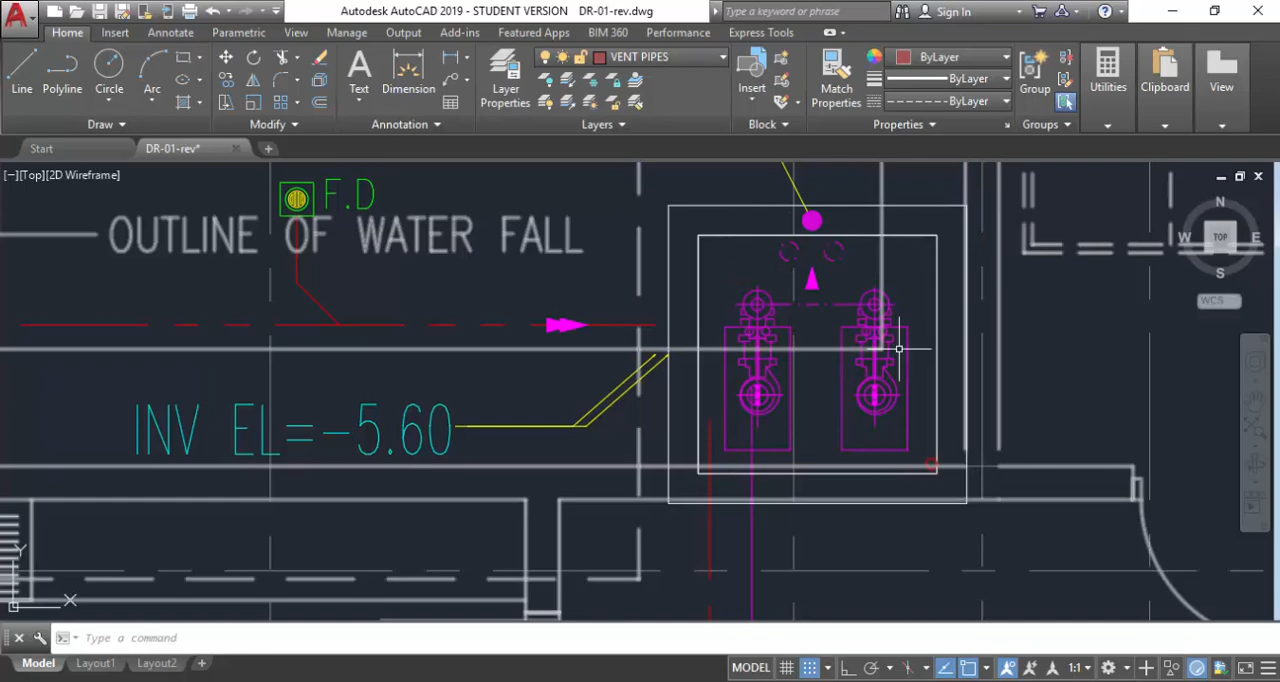 Autodesk AutoCAD 2019 - STUDENT VERSION DR-01-rev.dwg
Type a keyword or phrase
Sign In
Home Insert Annotate Parametric View Manage Output Add-ins Featured Apps BIM 360 Performance Express Tools
Line Polyline Circle Arc
Text Dimension
Layer Properties
VENT PIPES
Insert
Match Properties
ByLayer
ByLayer
ByLayer
Group
Utilities
Clipboard
View
Draw Modify Annotation Layers Block Properties Groups
Start DR-01-rev*
[−][Top][2D Wireframe]
F.D
OUTLINE OF WATER FALL
INV EL=-5.60
N
W TOP E
S
WCS
Y
X
Type a command
Model Layout1 Layout2
MODEL
1:1